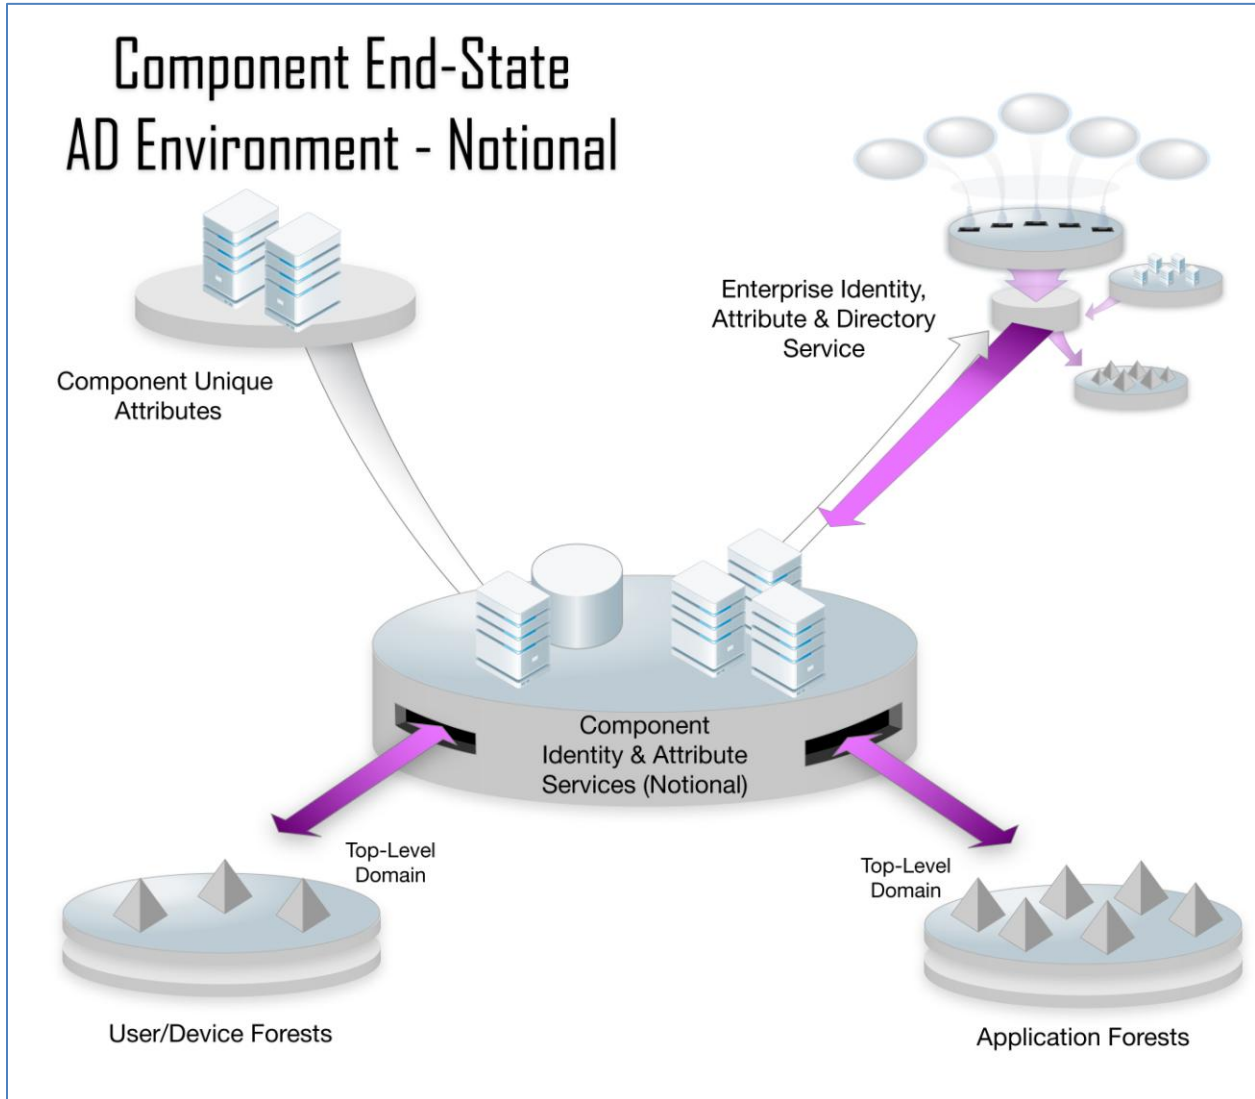 Component End-State
AD Environment - Notional
Enterprise Identity,
Attribute & Directory
Service
Component Unique
Attributes
Component
Identity & Attribute
Services (Notional)
Top-Level
Domain
Top-Level
Domain
User/Device Forests
Application Forests